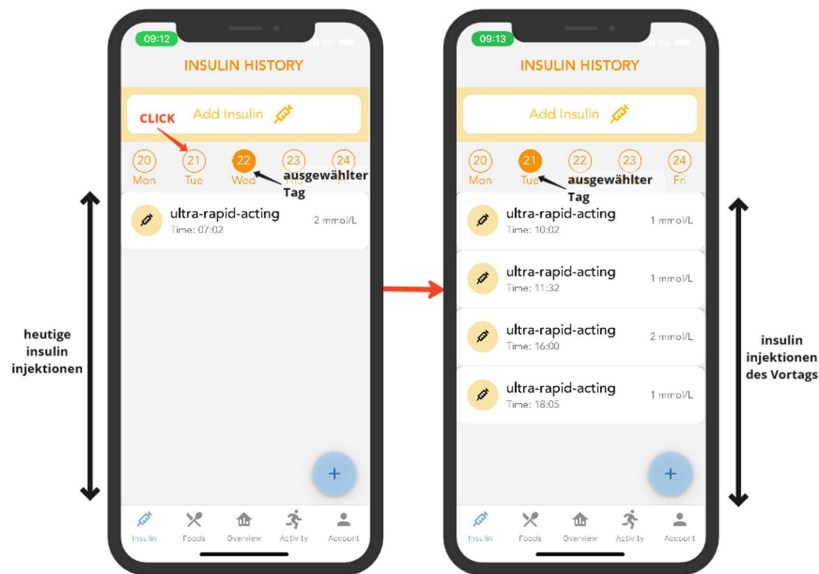 09:12
INSULIN HISTORY
Add Insulin
CLICK
20 21 22 23 24
Mon Tue Wed
ausgewählter
Tag
ultra-rapid-acting 2 mmol/L
Time: 07:02
heutige
insulin
injektionen
+
Insulin Foods Overview Activity Account
09:13
INSULIN HISTORY
Add Insulin
20 21 22 23 24
Mon Tue Fri
ausgewählter
Tag
ultra-rapid-acting 1 mmol/L
Time: 10:02
ultra-rapid-acting 1 mmol/L
Time: 11:32
ultra-rapid-acting 2 mmol/L
Time: 16:00
ultra-rapid-acting 1 mmol/L
Time: 18:05
insulin
injektionen
des Vortags
+
Insulin Foods Overview Activity Account